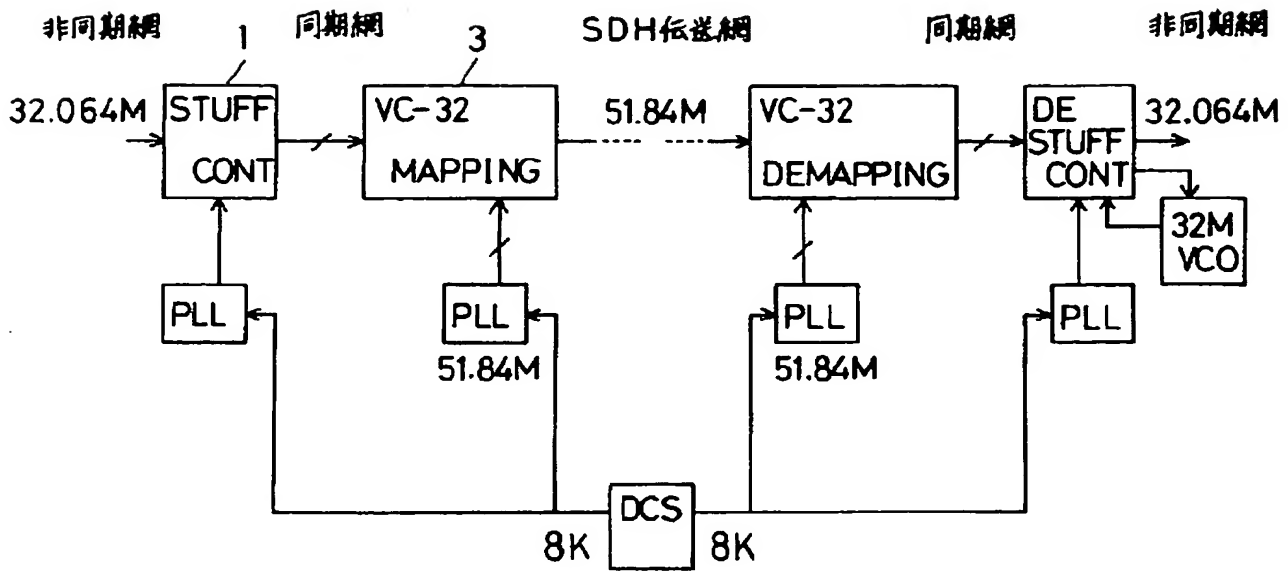 非同期網 同期網 SDH伝送網 同期網 非同期網
1 3
32.064M STUFF CONT VC-32 MAPPING 51.84M VC-32 DEMAPPING DE STUFF CONT 32.064M
32M VCO
PLL PLL PLL PLL
51.84M 51.84M
DCS
8K 8K